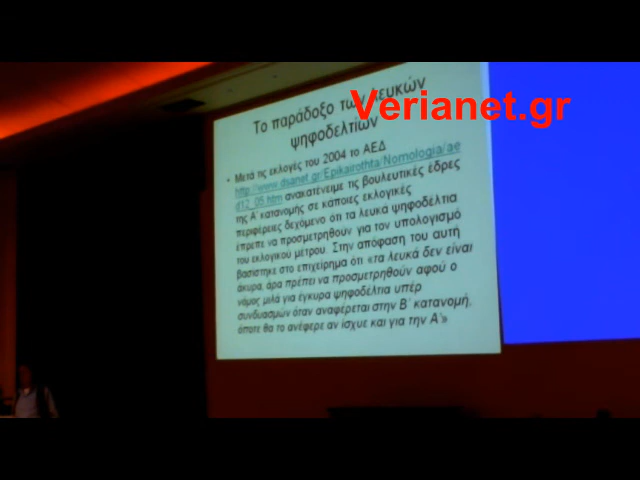 Verianet.gr
Το παράδοξο των λευκών
ψηφοδελτίων
• Μετά τις εκλογές του 2004 το ΑΕΔ
http://www.dsanet.gr/Epikairothta/Nomologia/ae
d12_05.htm ανακατένειμε τις βουλευτικές έδρες
της Α' κατανομής σε κάποιες εκλογικές
περιφέρειες δεχόμενο ότι τα λευκά ψηφοδέλτια
έπρεπε να προσμετρηθούν για τον υπολογισμό
του εκλογικού μέτρου. Στην απόφαση του αυτή
βασίστηκε στο επιχείρημα ότι «τα λευκά δεν είναι
άκυρα, άρα πρέπει να προσμετρηθούν αφού ο
νόμος μιλά για έγκυρα ψηφοδέλτια υπέρ
συνδυασμών όταν αναφέρεται στην Β' κατανομή,
όποτε θα το ανέφερε αν ίσχυε και για την Α'»